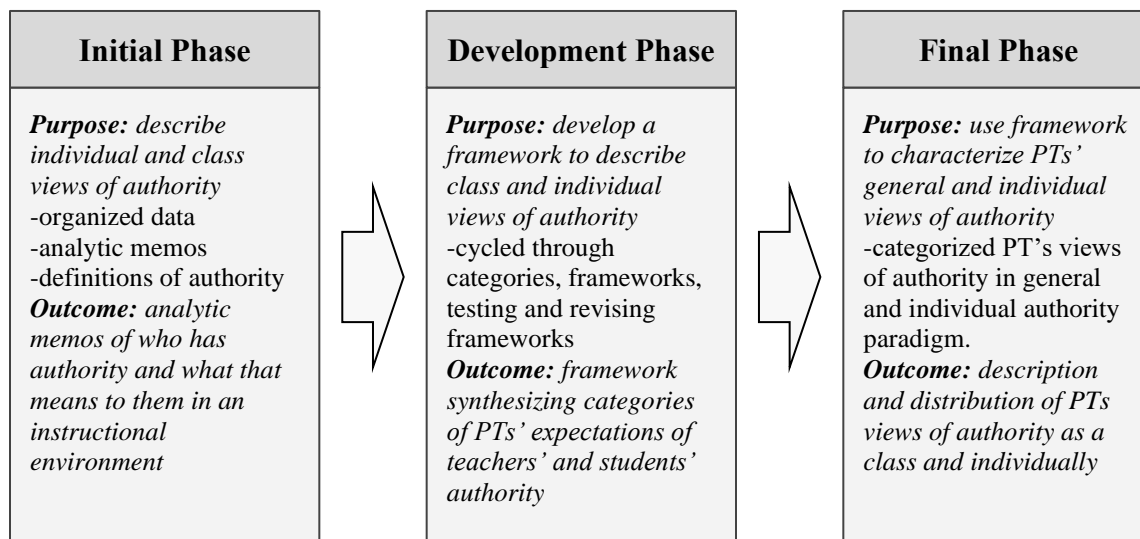 Initial Phase
Purpose: describe
individual and class
views of authority
-organized data
-analytic memos
-definitions of authority
Outcome: analytic
memos of who has
authority and what that
means to them in an
instructional
environment
Development Phase
Purpose: develop a
framework to describe
class and individual
views of authority
-cycled through
categories, frameworks,
testing and revising
frameworks
Outcome: framework
synthesizing categories
of PTs’ expectations of
teachers’ and students’
authority
Final Phase
Purpose: use framework
to characterize PTs’
general and individual
views of authority
-categorized PT’s views
of authority in general
and individual authority
paradigm.
Outcome: description
and distribution of PTs
views of authority as a
class and individually